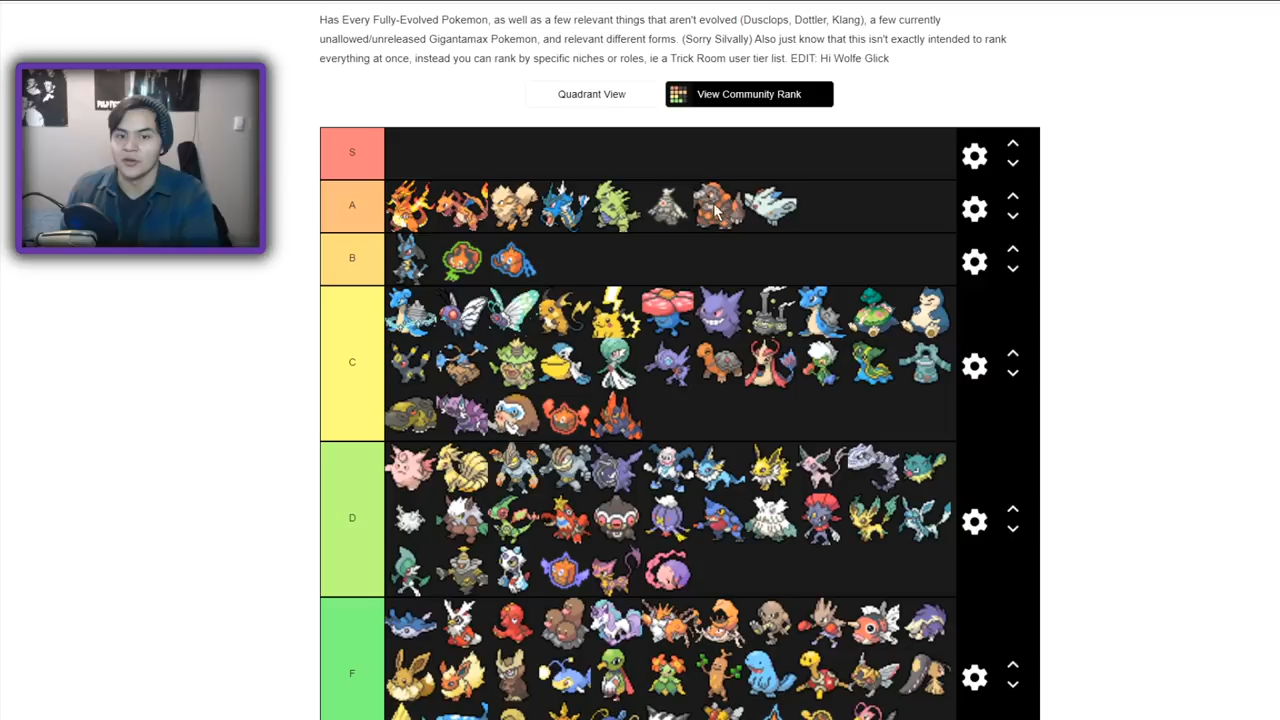 Has Every Fully-Evolved Pokemon, as well as a few relevant things that aren't evolved (Dusclops, Dottler, Klang), a few currently
unallowed/unreleased Gigantamax Pokemon, and relevant different forms. (Sorry Silvally) Also just know that this isn't exactly intended to rank
everything at once, instead you can rank by specific niches or roles, ie a Trick Room user tier list. EDIT: Hi Wolfe Glick
Quadrant View
View Community Rank
S
A
B
C
D
F